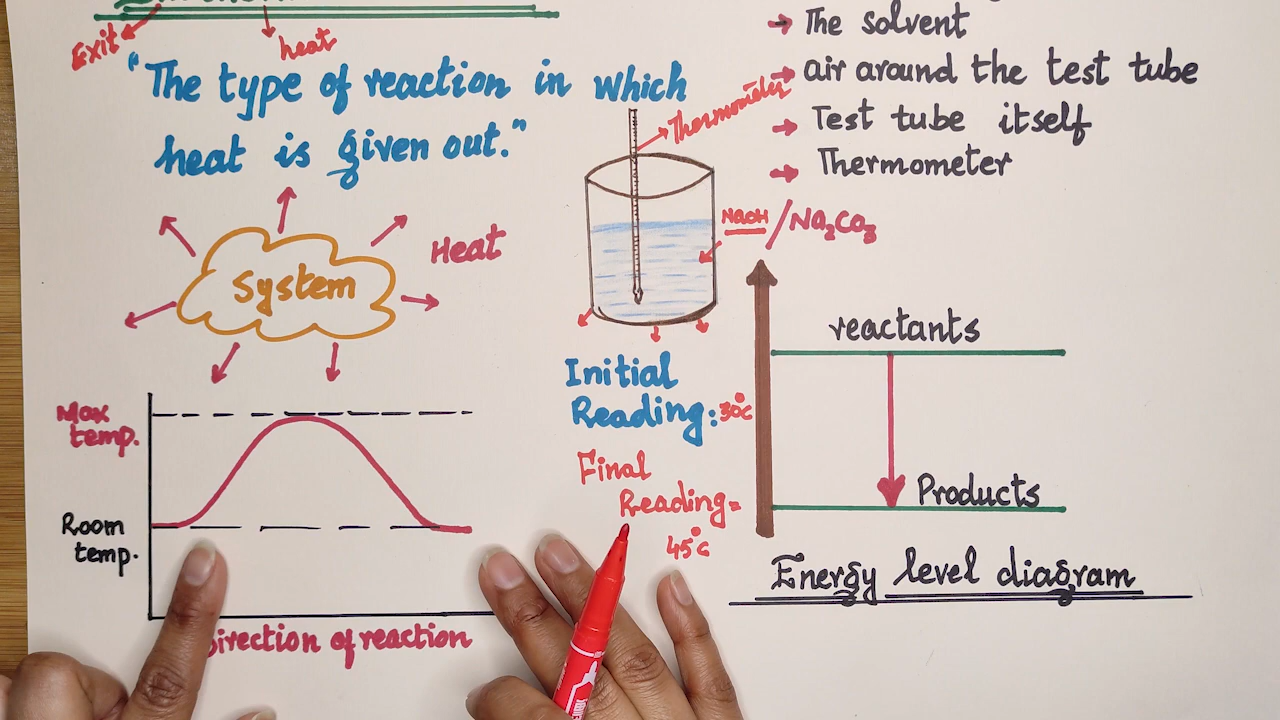 Exit
heat
"The type of reaction in which
heat is given out."
System
Heat
Max
temp.
Room
temp.
Direction of reaction
Thermometer
NaOH / Na₂CO₃
Initial
Reading: 30°C
Final
Reading=
45°C
The solvent
air around the test tube
Test tube itself
Thermometer
reactants
Products
Energy level diagram